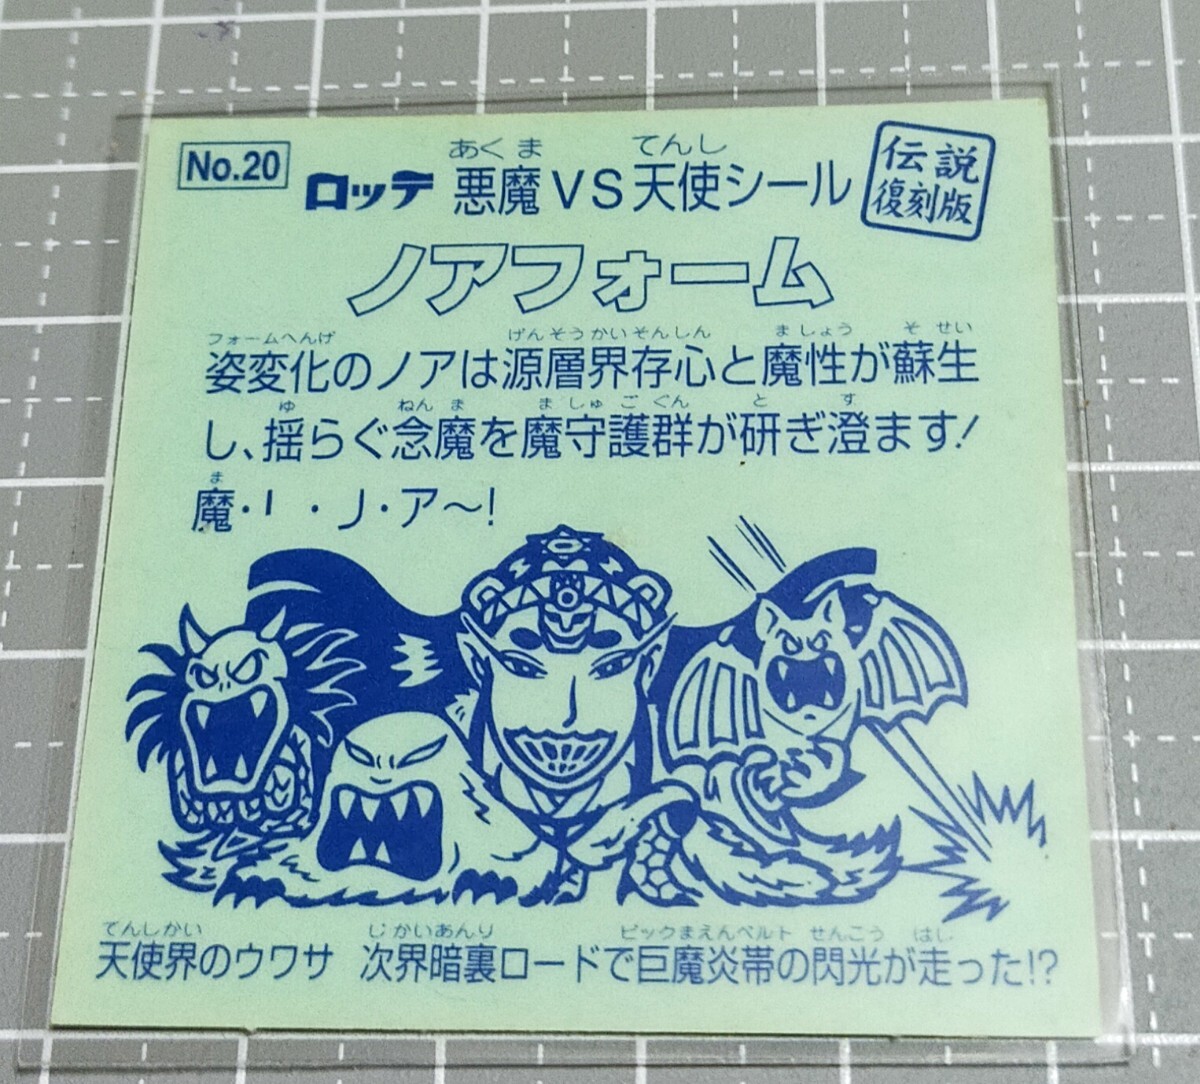 No.20
あくま てんし
ロッテ 悪魔VS天使シール
伝説
復刻版
ノアフォーム
フォームへんげ げんそうかいそんしん ましょう そせい
姿変化のノアは源層界存心と魔性が蘇生
ゆ ねんま ましゅごぐん と す
し、揺らぐ念魔を魔守護群が研ぎ澄ます!
ま
魔・I・J・ア〜!
てんしかい じかいあんり ビックまえんベルト せんこう はし
天使界のウワサ 次界暗裏ロードで巨魔炎帯の閃光が走った!?